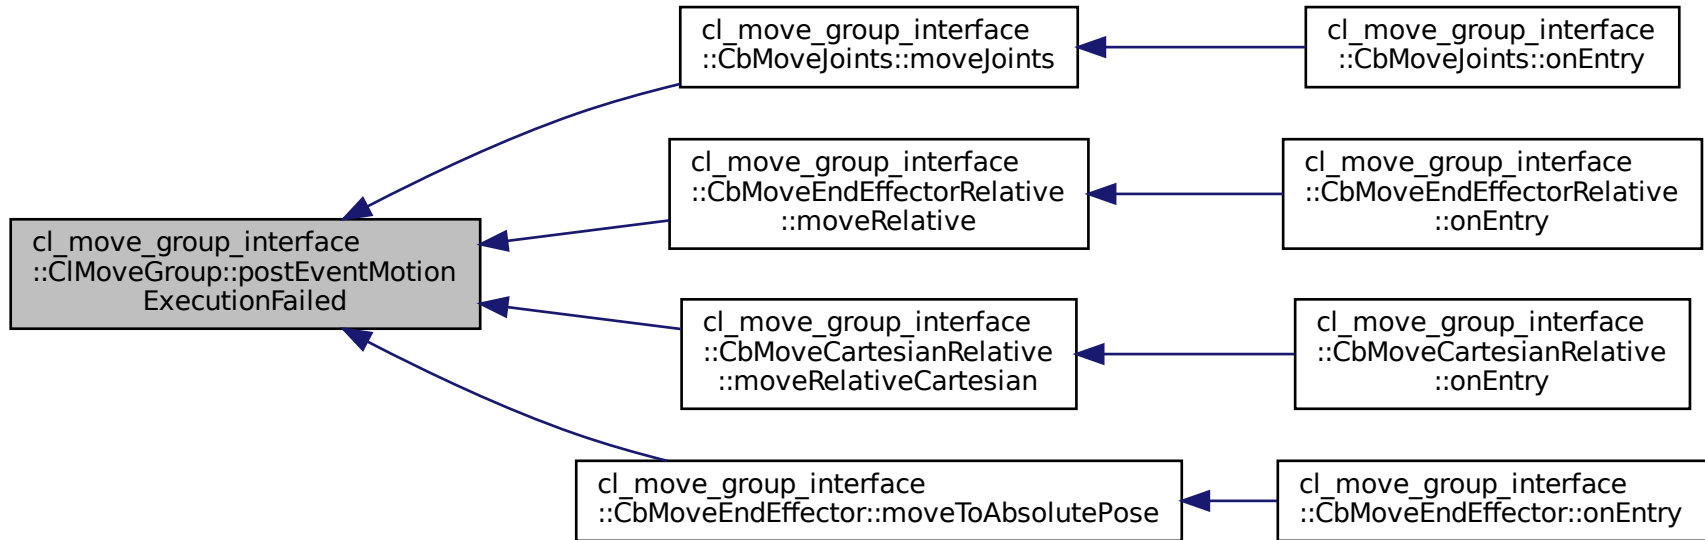 cl_move_group_interface
::ClMoveGroup::postEventMotion
ExecutionFailed
cl_move_group_interface
::CbMoveJoints::moveJoints
cl_move_group_interface
::CbMoveJoints::onEntry
cl_move_group_interface
::CbMoveEndEffectorRelative
::moveRelative
cl_move_group_interface
::CbMoveEndEffectorRelative
::onEntry
cl_move_group_interface
::CbMoveCartesianRelative
::moveRelativeCartesian
cl_move_group_interface
::CbMoveCartesianRelative
::onEntry
cl_move_group_interface
::CbMoveEndEffector::moveToAbsolutePose
cl_move_group_interface
::CbMoveEndEffector::onEntry